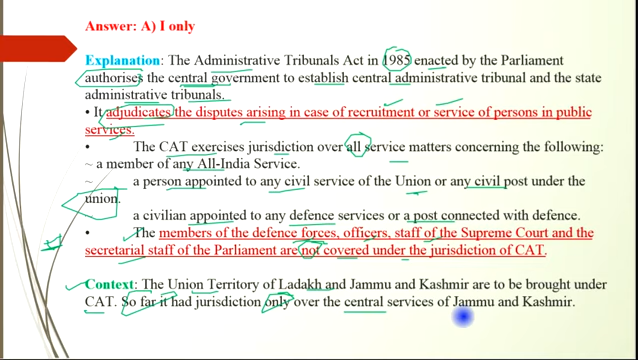 Answer: A) I only
Explanation: The Administrative Tribunals Act in 1985 enacted by the Parliament
authorises the central government to establish central administrative tribunal and the state
administrative tribunals.
• It adjudicates the disputes arising in case of recruitment or service of persons in public
services.
• The CAT exercises jurisdiction over all service matters concerning the following:
~ a member of any All-India Service.
~ a person appointed to any civil service of the Union or any civil post under the
union.
a civilian appointed to any defence services or a post connected with defence.
• The members of the defence forces, officers, staff of the Supreme Court and the
secretarial staff of the Parliament are not covered under the jurisdiction of CAT.
Context: The Union Territory of Ladakh and Jammu and Kashmir are to be brought under
CAT. So far it had jurisdiction only over the central services of Jammu and Kashmir.